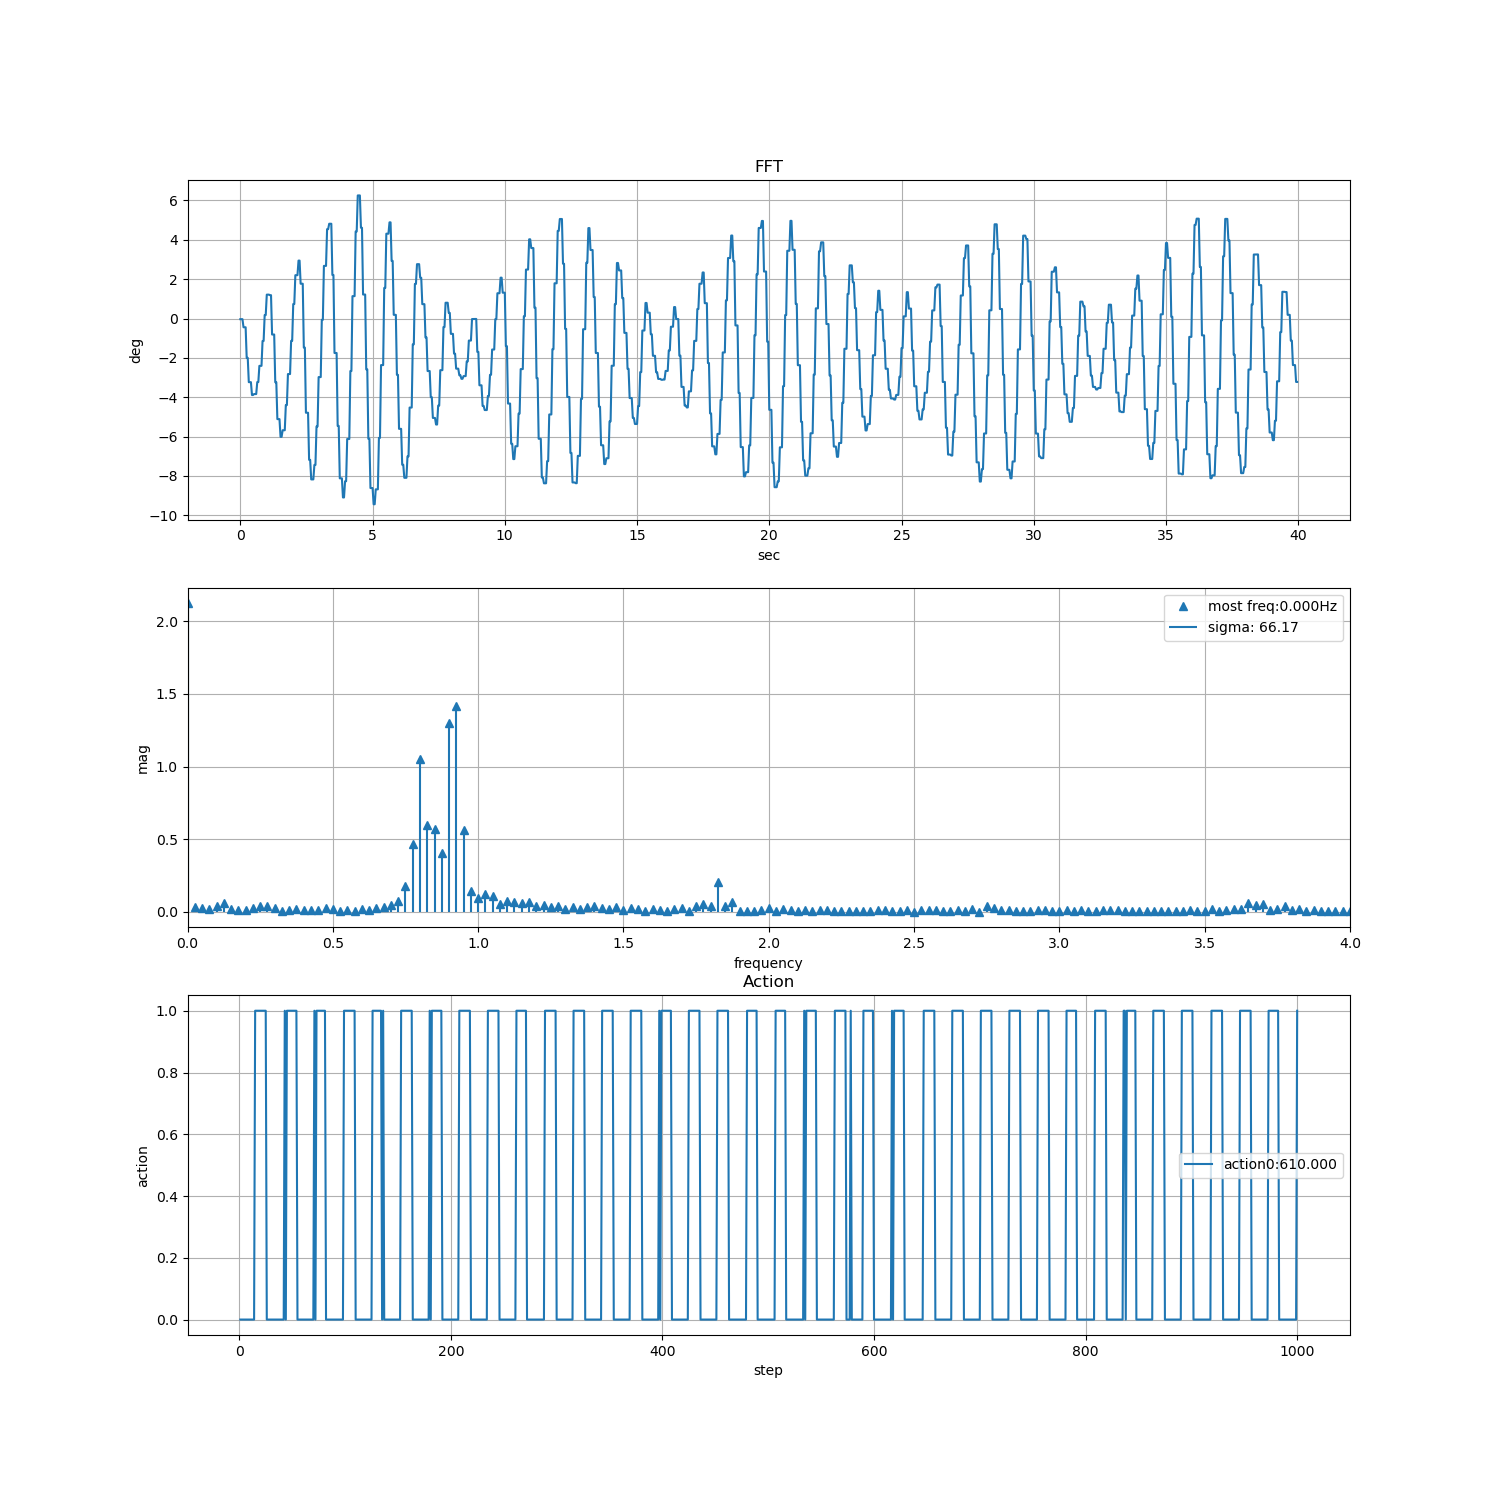 FFT
6
4
2
0
−2
−4
−6
−8
−10
deg
0 5 10 15 20 25 30 35 40
sec
most freq:0.000Hz
sigma: 66.17
2.0
1.5
1.0
0.5
0.0
mag
0.0 0.5 1.0 1.5 2.0 2.5 3.0 3.5 4.0
frequency
Action
1.0
0.8
0.6
0.4
0.2
0.0
action
action0:610.000
0 200 400 600 800 1000
step